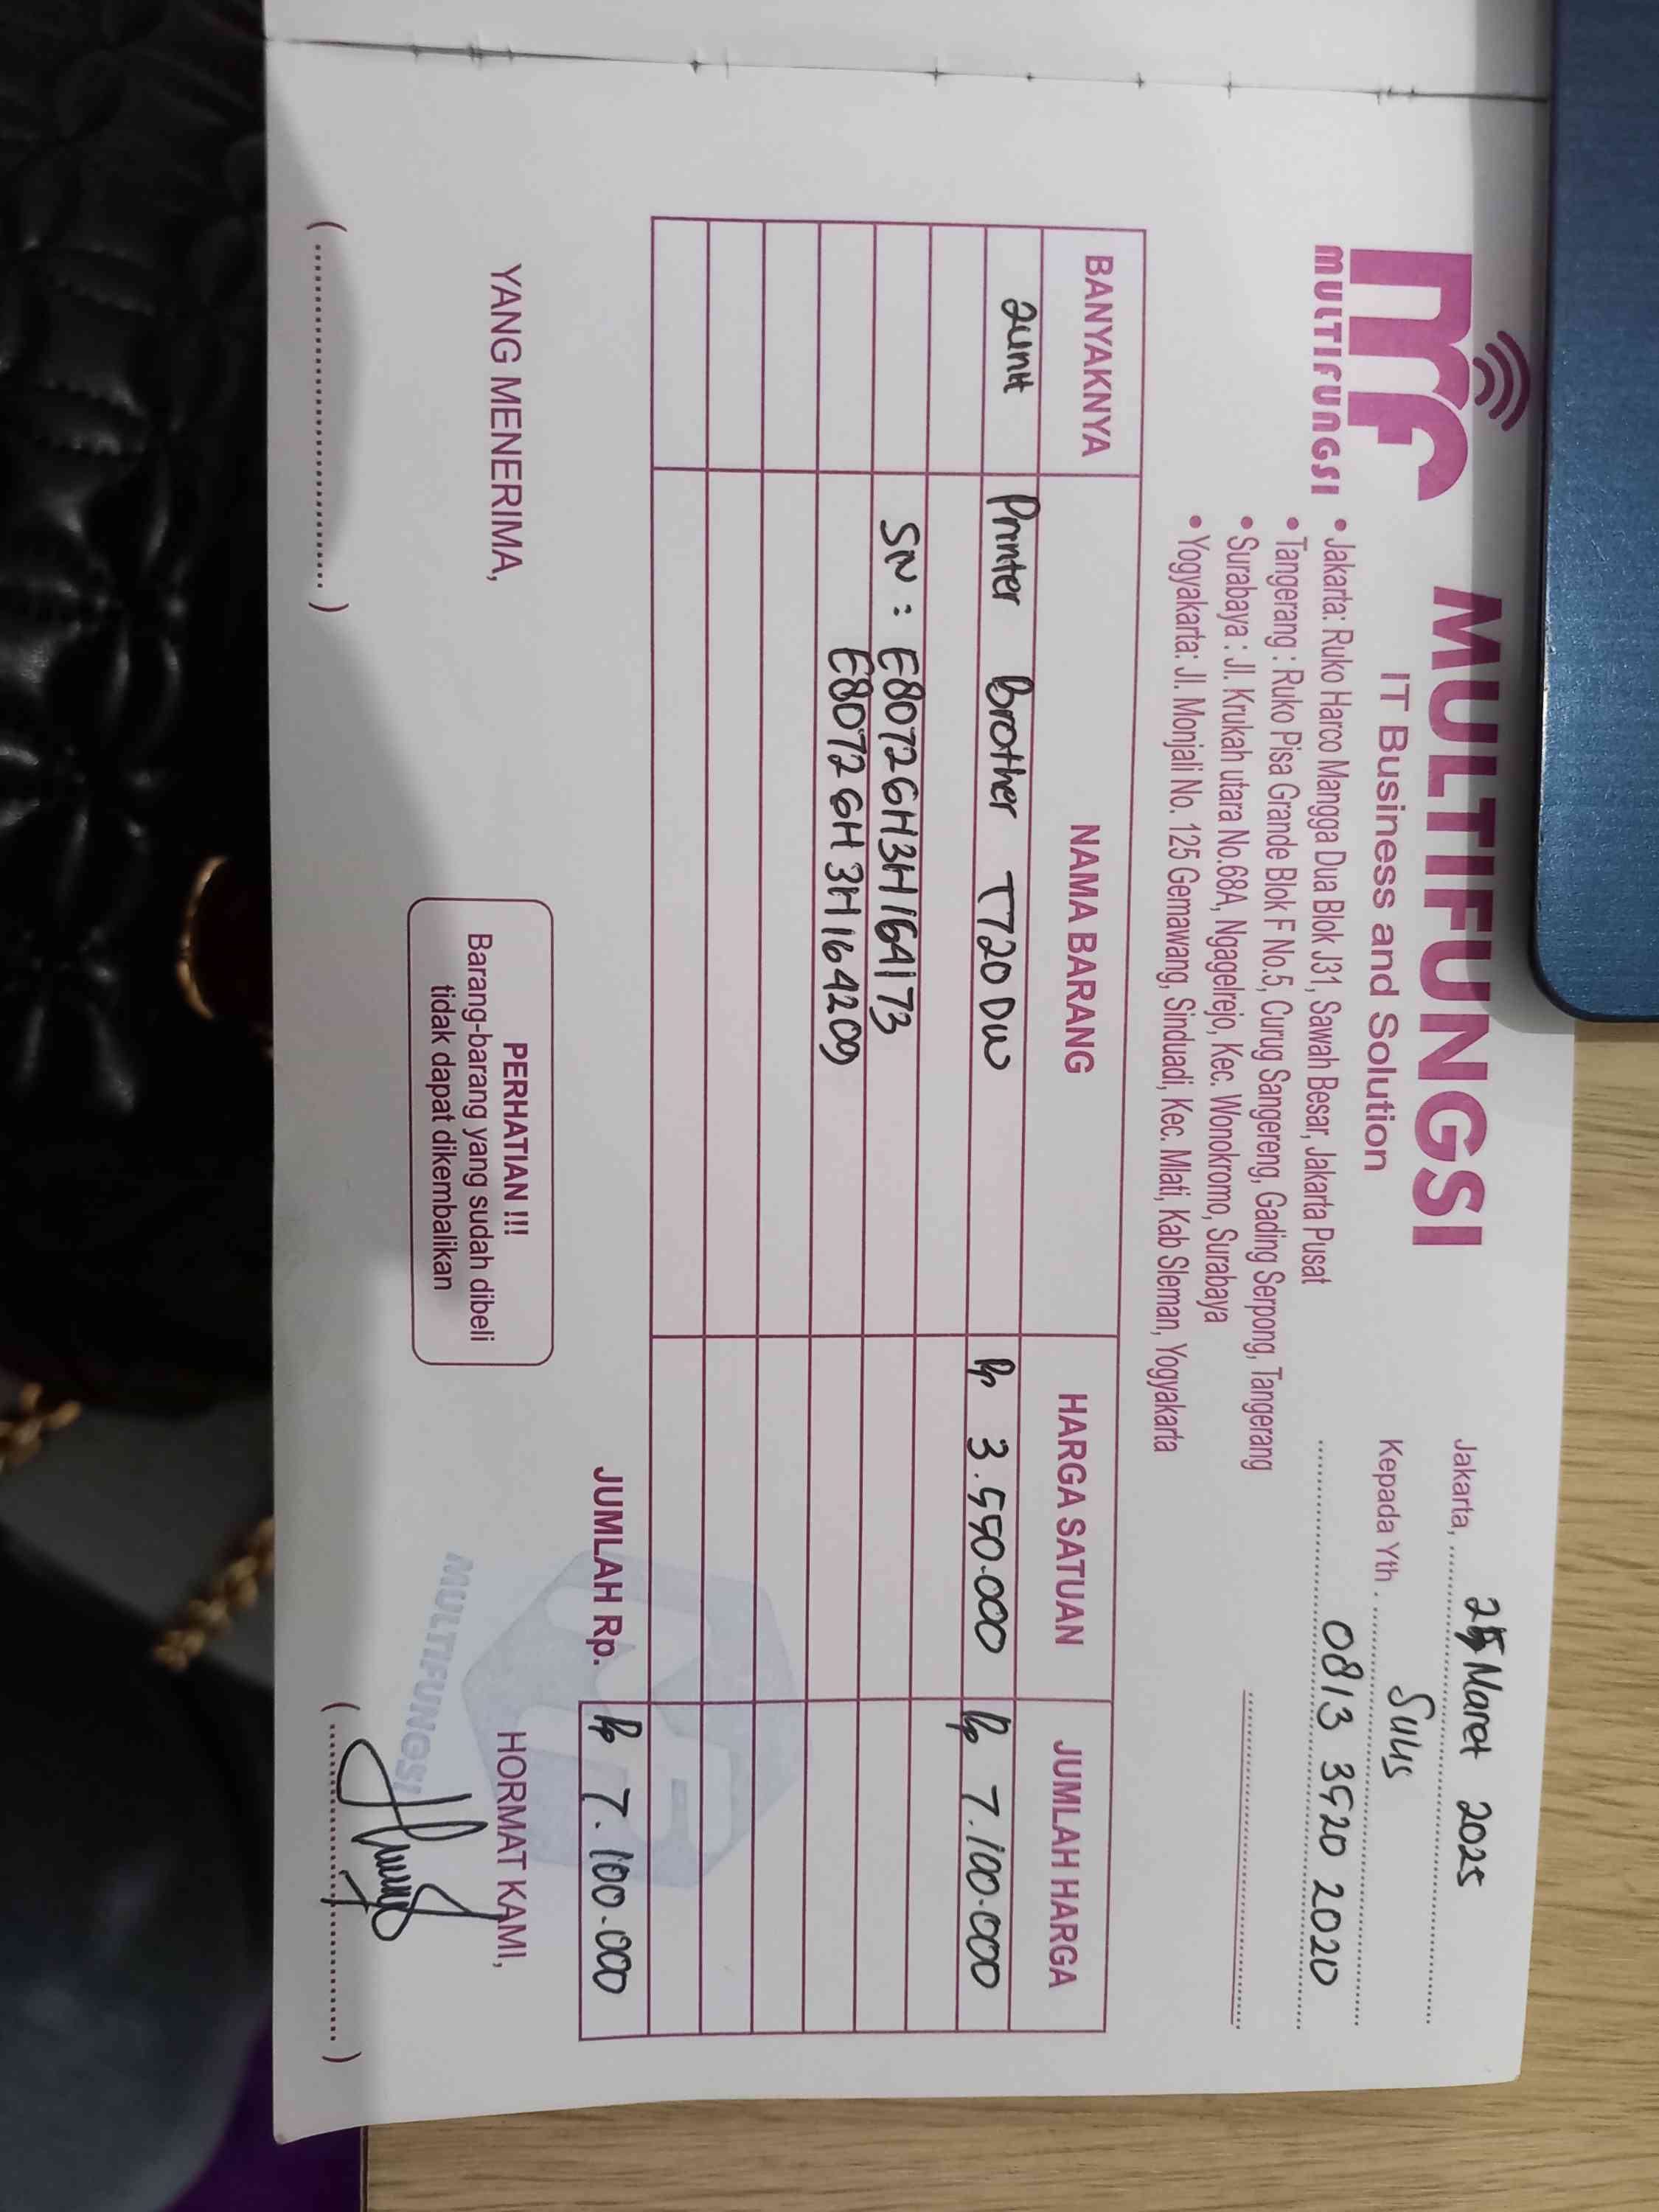 MULTIFUNGSI
MULTIFUNGSI
IT Business and Solution
• Jakarta: Ruko Harco Mangga Dua Blok J31, Sawah Besar, Jakarta Pusat
• Tangerang : Ruko Pisa Grande Blok F No.5, Curug Sangereng, Gading Serpong, Tangerang
• Surabaya : Jl. Krukah utara No.68A, Ngagelrejo, Kec. Wonokromo, Surabaya
• Yogyakarta: Jl. Monjali No. 125 Gemawang, Sinduadi, Kec. Mlati, Kab Sleman, Yogyakarta
Jakarta, Maret 2025
Kepada Yth.
0813 3920 2020
BANYAKNYA NAMA BARANG HARGA SATUAN JUMLAH HARGA
2unit Printer Brother T720 DW Rp 3.550.000 Rp 7.100.000
SN : E80726H3H164173
E80726H3H164209
JUMLAH Rp. Rp 7.100.000
YANG MENERIMA,
PERHATIAN !!!
Barang-barang yang sudah dibeli
tidak dapat dikembalikan
HORMAT KAMI,
MULTIFUNGSI